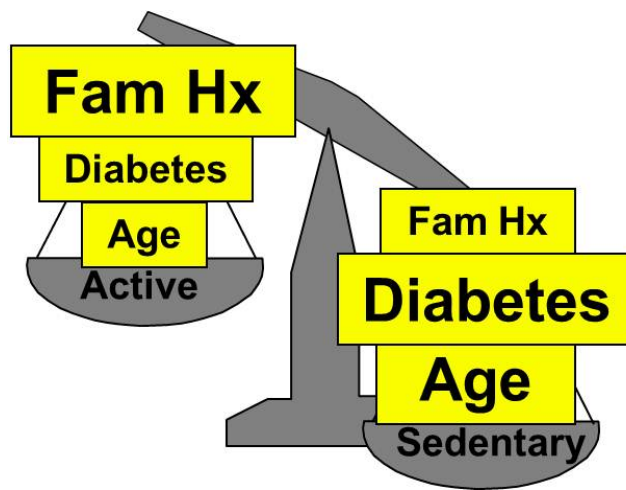 Fam Hx
Diabetes
Age
Active
Fam Hx
Diabetes
Age
Sedentary